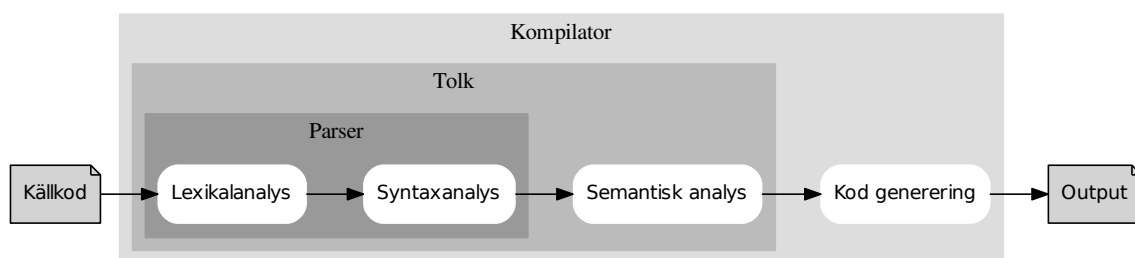 Kompilator
Tolk
Parser
Källkod
Lexikalanalys
Syntaxanalys
Semantisk analys
Kod generering
Output